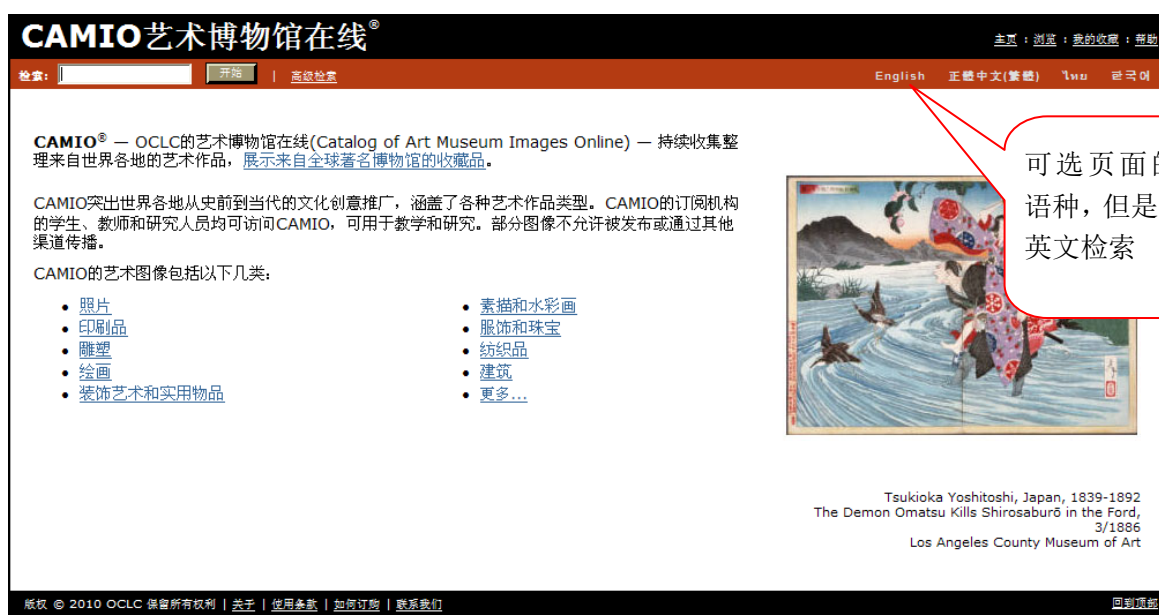 CAMIO艺术博物馆在线®
主页 : 浏览 : 我的收藏 : 帮助
检索: 开始 | 高级检索
English 正體中文(繁體) ไทย 한국어
CAMIO® — OCLC的艺术博物馆在线(Catalog of Art Museum Images Online) — 持续收集整
理来自世界各地的艺术作品，展示来自全球著名博物馆的收藏品。
CAMIO突出世界各地从史前到当代的文化创意推广，涵盖了各种艺术作品类型。CAMIO的订阅机构
的学生、教师和研究人员均可访问CAMIO，可用于教学和研究。部分图像不允许被发布或通过其他
渠道传播。
CAMIO的艺术图像包括以下几类:
照片
印刷品
雕塑
绘画
装饰艺术和实用物品
素描和水彩画
服饰和珠宝
纺织品
建筑
更多...
可选页面的
语种，但是
英文检索
Tsukioka Yoshitoshi, Japan, 1839-1892
The Demon Omatsu Kills Shirosaburō in the Ford,
3/1886
Los Angeles County Museum of Art
版权 © 2010 OCLC 保留所有权利 | 关于 | 使用条款 | 如何订购 | 联系我们
回到顶部